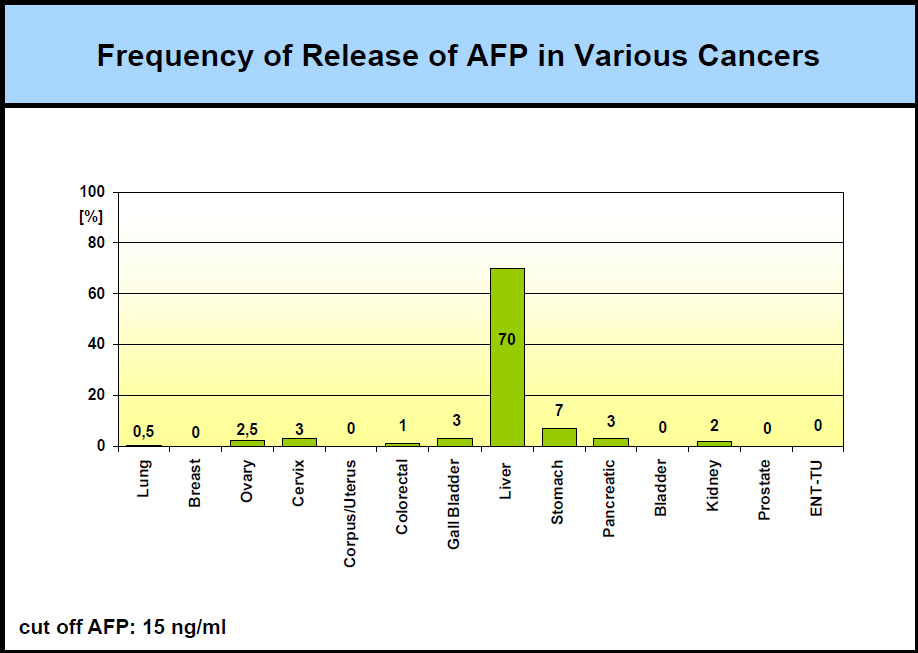 Frequency of Release of AFP in Various Cancers
100
[%]
80
60
40
20
0
0,5
0
2,5
3
0
1
3
70
7
3
0
2
0
0
Lung
Breast
Ovary
Cervix
Corpus/Uterus
Colorectal
Gall Bladder
Liver
Stomach
Pancreatic
Bladder
Kidney
Prostate
ENT-TU
cut off AFP: 15 ng/ml